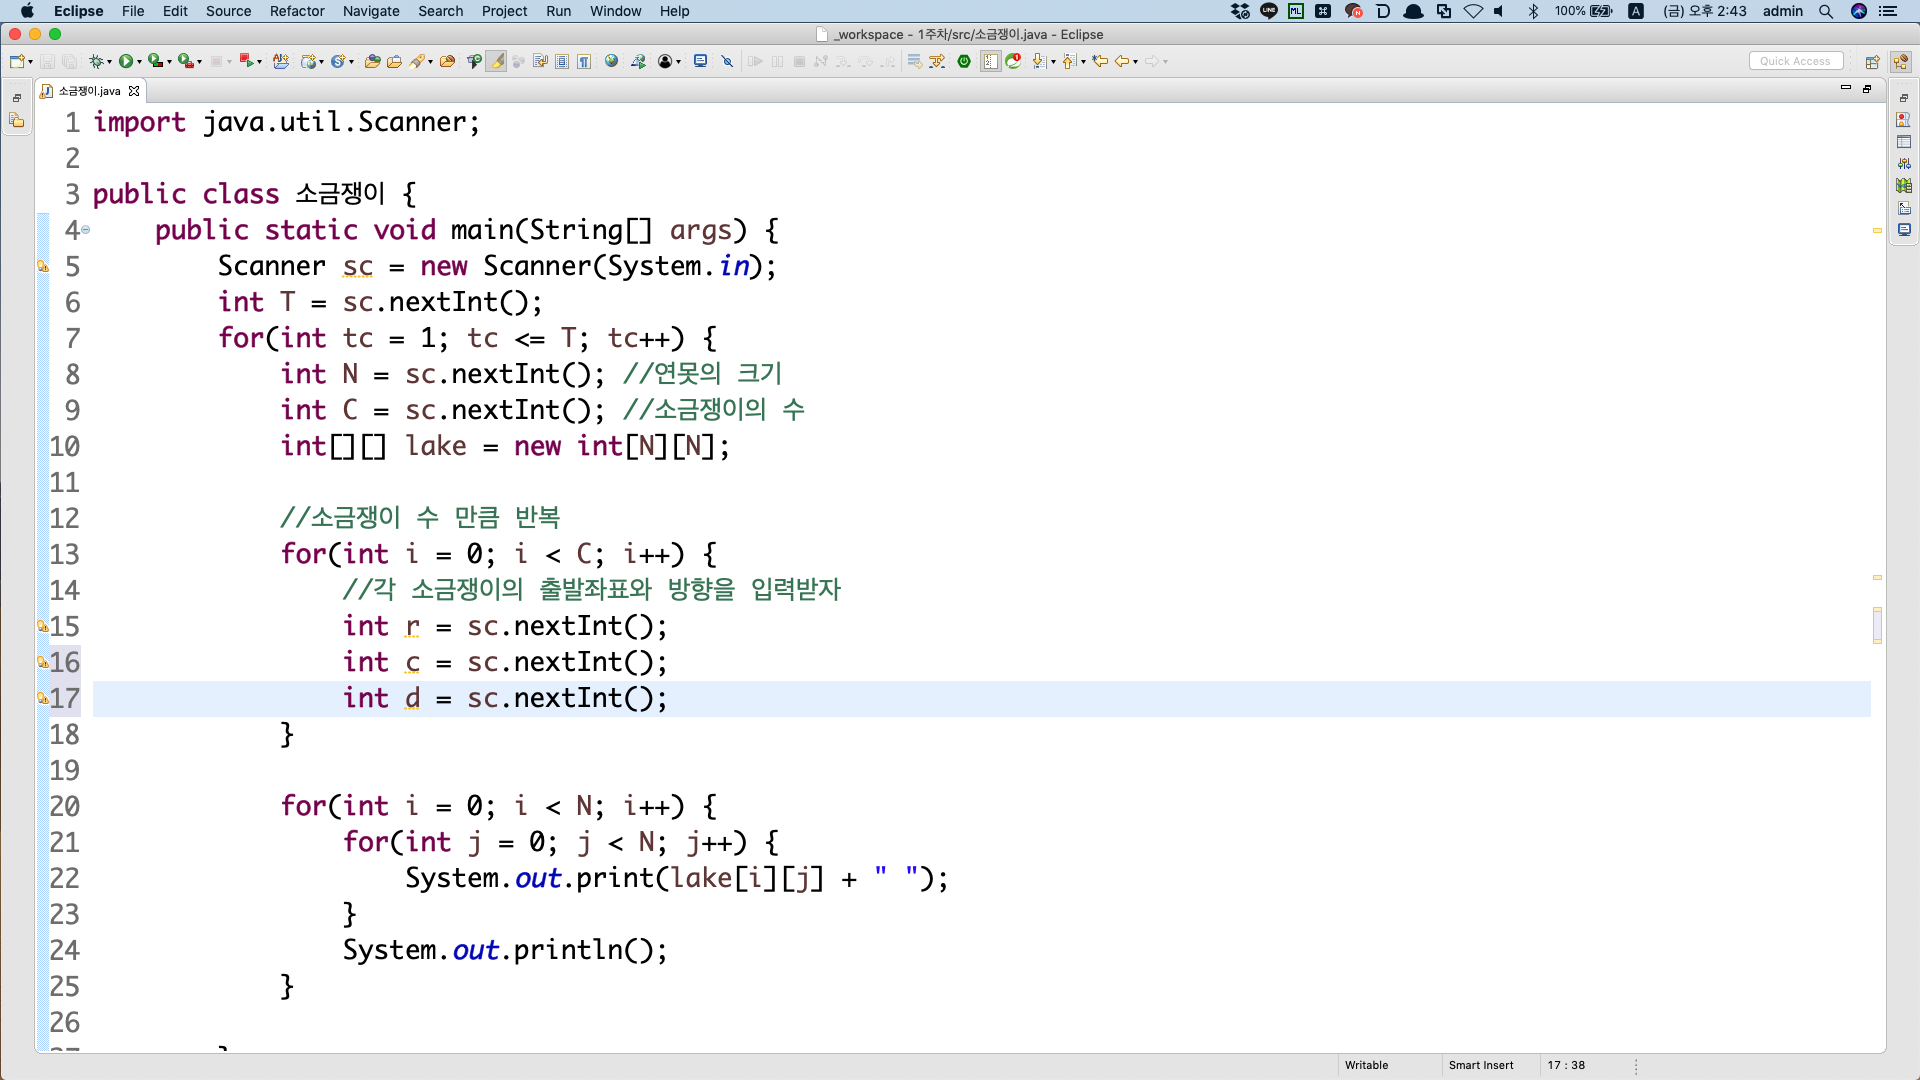 Eclipse File Edit Source Refactor Navigate Search Project Run Window Help 100% (금) 오후 2:43 admin
_workspace - 1주차/src/소금쟁이.java - Eclipse
Quick Access
소금쟁이.java
1 import java.util.Scanner;
2
3 public class 소금쟁이 {
4 public static void main(String[] args) {
5 Scanner sc = new Scanner(System.in);
6 int T = sc.nextInt();
7 for(int tc = 1; tc <= T; tc++) {
8 int N = sc.nextInt(); //연못의 크기
9 int C = sc.nextInt(); //소금쟁이의 수
10 int[][] lake = new int[N][N];
11
12 //소금쟁이 수 만큼 반복
13 for(int i = 0; i < C; i++) {
14 //각 소금쟁이의 출발좌표와 방향을 입력받자
15 int r = sc.nextInt();
16 int c = sc.nextInt();
17 int d = sc.nextInt();
18 }
19
20 for(int i = 0; i < N; i++) {
21 for(int j = 0; j < N; j++) {
22 System.out.print(lake[i][j] + " ");
23 }
24 System.out.println();
25 }
26
Writable Smart Insert 17 : 38